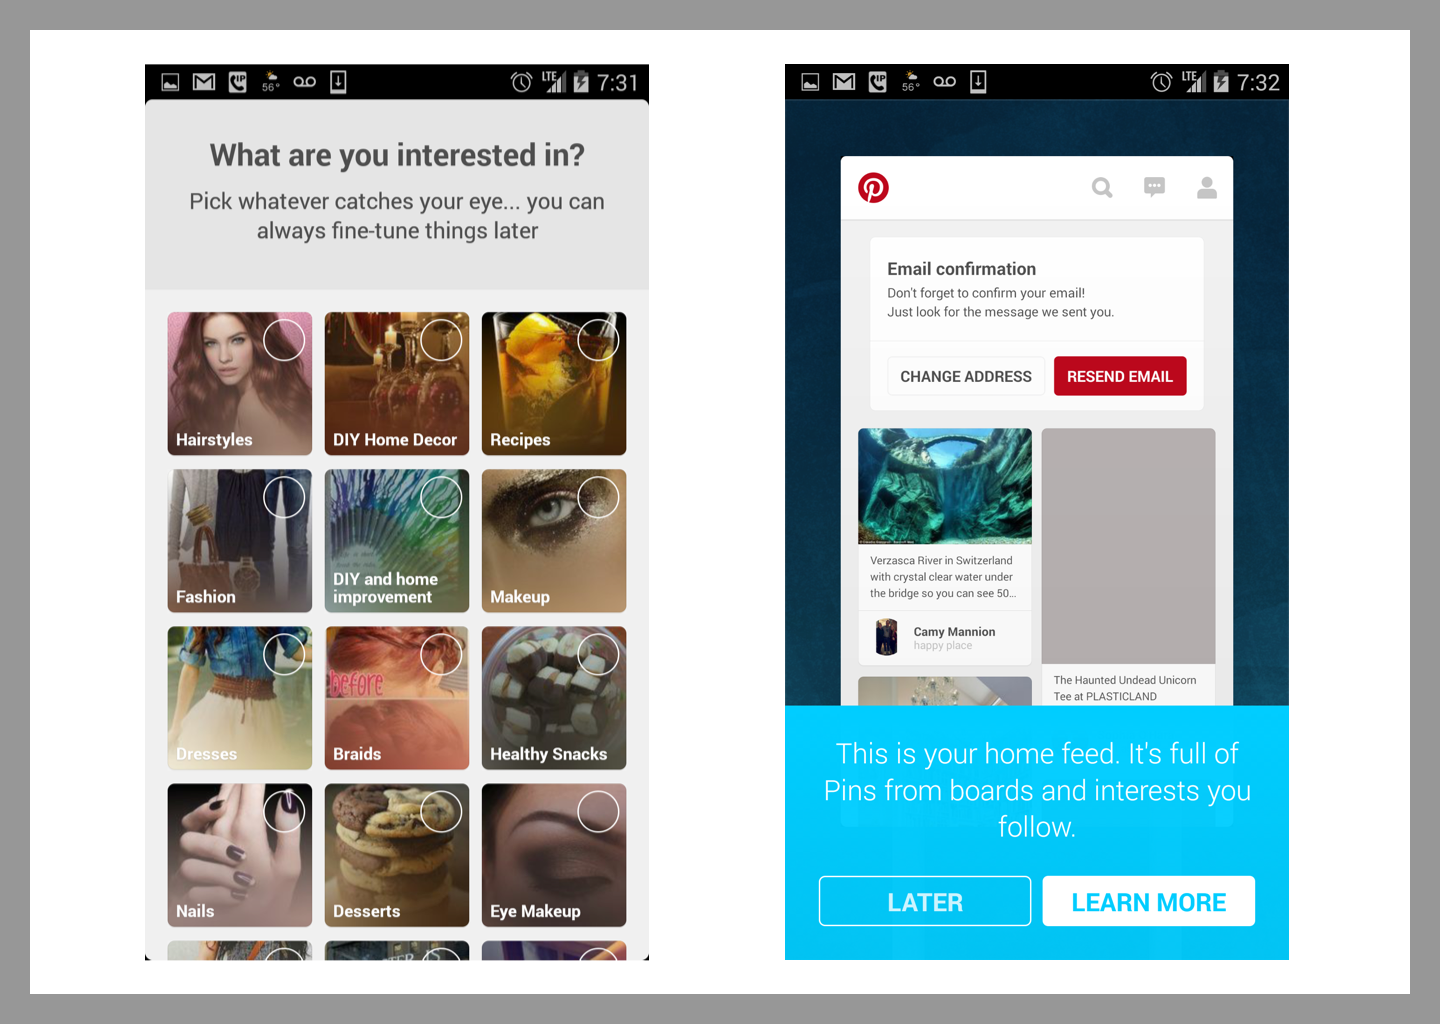 LTE 7:31
56°
What are you interested in?
Pick whatever catches your eye... you can
always fine-tune things later
Hairstyles
DIY Home Decor
Recipes
Fashion
DIY and home
improvement
Makeup
Dresses
before
Braids
Healthy Snacks
Nails
Desserts
Eye Makeup
LTE 7:32
56°
Email confirmation
Don't forget to confirm your email!
Just look for the message we sent you.
CHANGE ADDRESS
RESEND EMAIL
Verzasca River in Switzerland
with crystal clear water under
the bridge so you can see 50...
Camy Mannion
happy place
The Haunted Undead Unicorn
Tee at PLASTICLAND
This is your home feed. It's full of
Pins from boards and interests you
follow.
LATER
LEARN MORE